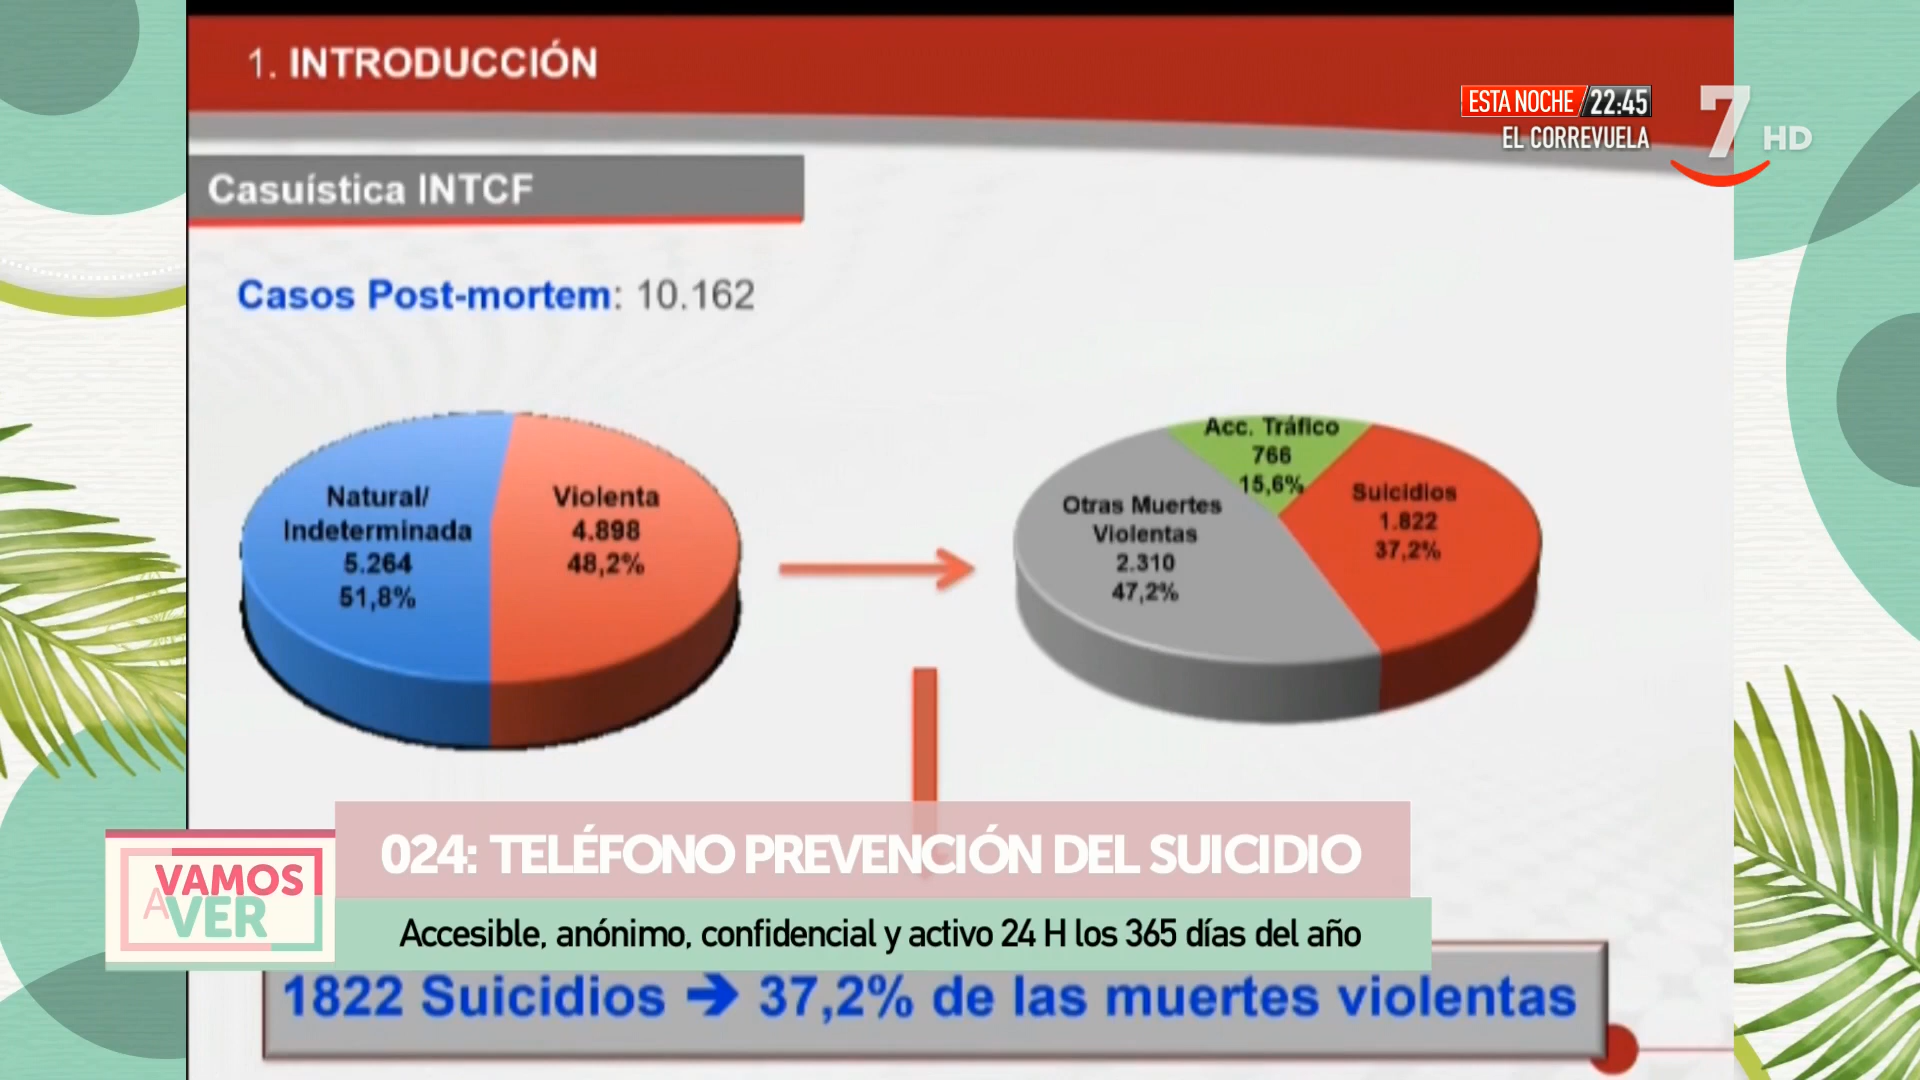 1. INTRODUCCIÓN
ESTA NOCHE 22:45
EL CORREVUELA
7 HD
Casuística INTCF
Casos Post-mortem: 10.162
Natural/
Indeterminada
5.264
51,8%
Violenta
4.898
48,2%
Acc. Tráfico
766
15,6%
Otras Muertes
Violentas
2.310
47,2%
Suicidios
1.822
37,2%
024: TELÉFONO PREVENCIÓN DEL SUICIDIO
VAMOS
A VER
Accesible, anónimo, confidencial y activo 24 H los 365 días del año
1822 Suicidios ➔ 37,2% de las muertes violentas